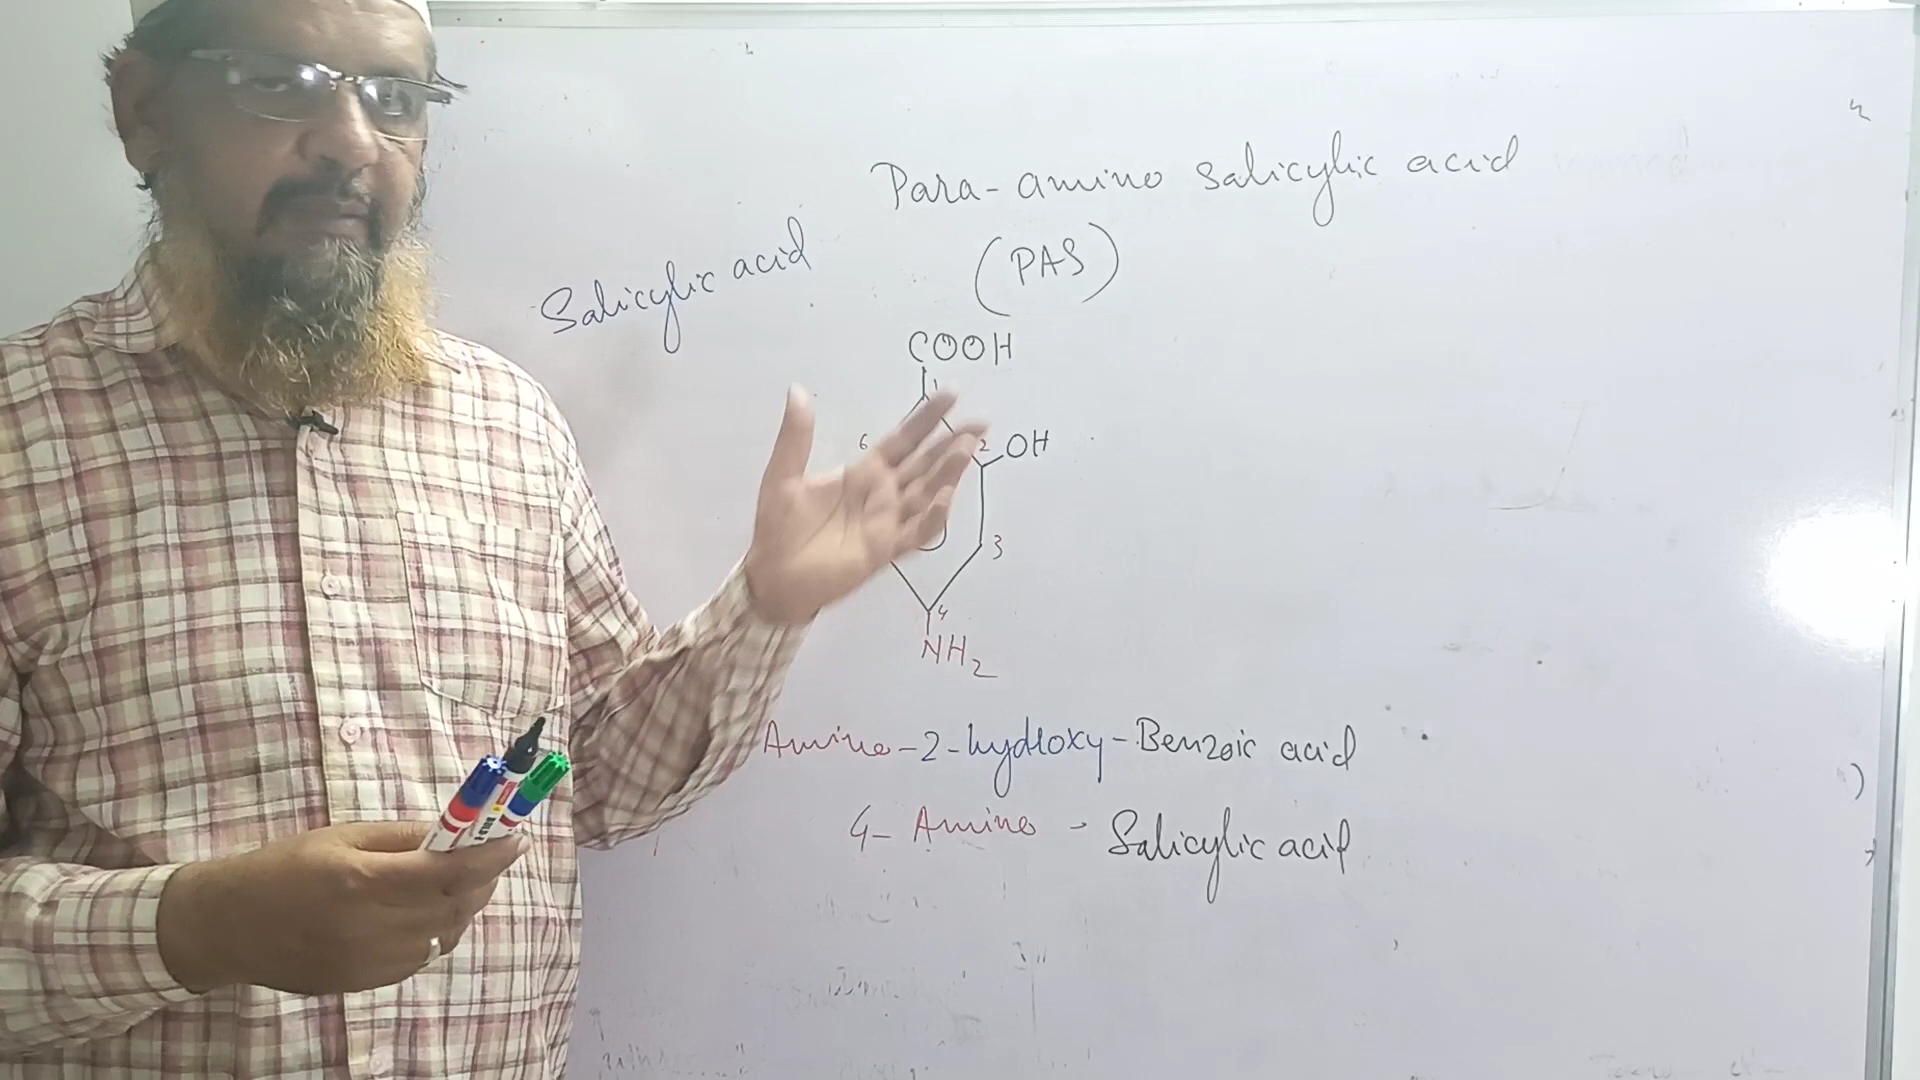 Para-amino salicylic acid
Salicylic acid
(PAS)
COOH
1
6
2
OH
3
4
NH2
Amino-2-hydroxy-Benzoic acid
4- Amino - Salicylic acid